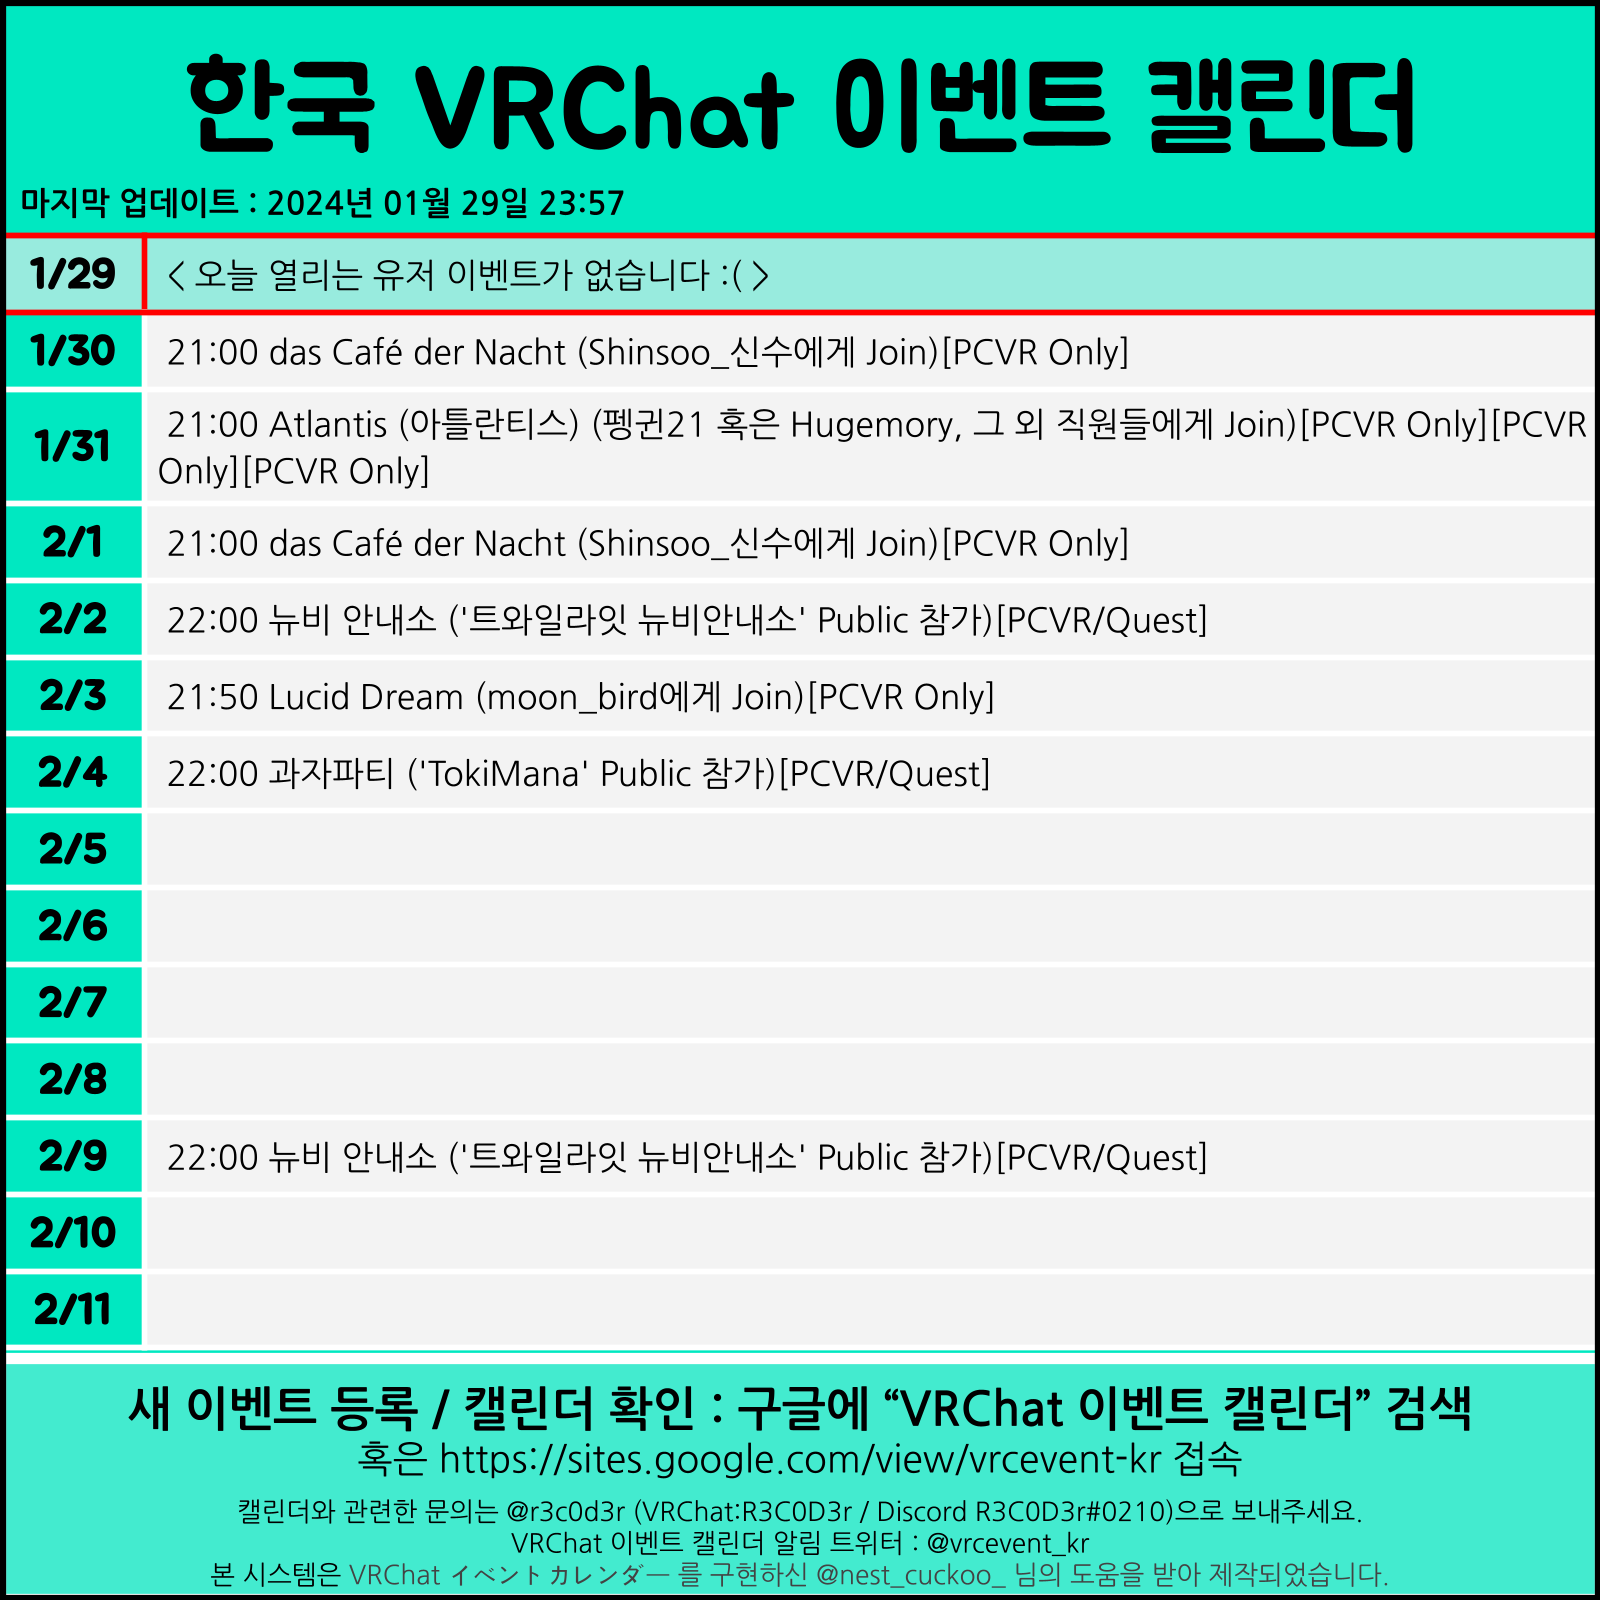 한국 VRChat 이벤트 캘린더
마지막 업데이트 : 2024년 01월 29일 23:57
1/29 < 오늘 열리는 유저 이벤트가 없습니다 :( >
1/30 21:00 das Café der Nacht (Shinsoo_신수에게 Join)[PCVR Only]
1/31 21:00 Atlantis (아틀란티스) (펭귄21 혹은 Hugemory, 그 외 직원들에게 Join)[PCVR Only][PCVR
Only][PCVR Only]
2/1 21:00 das Café der Nacht (Shinsoo_신수에게 Join)[PCVR Only]
2/2 22:00 뉴비 안내소 ('트와일라잇 뉴비안내소' Public 참가)[PCVR/Quest]
2/3 21:50 Lucid Dream (moon_bird에게 Join)[PCVR Only]
2/4 22:00 과자파티 ('TokiMana' Public 참가)[PCVR/Quest]
2/5
2/6
2/7
2/8
2/9 22:00 뉴비 안내소 ('트와일라잇 뉴비안내소' Public 참가)[PCVR/Quest]
2/10
2/11
새 이벤트 등록 / 캘린더 확인 : 구글에 “VRChat 이벤트 캘린더” 검색
혹은 https://sites.google.com/view/vrcevent-kr 접속
캘린더와 관련한 문의는 @r3c0d3r (VRChat:R3C0D3r / Discord R3C0D3r#0210)으로 보내주세요.
VRChat 이벤트 캘린더 알림 트위터 : @vrcevent_kr
본 시스템은 VRChat イベントカレンダー 를 구현하신 @nest_cuckoo_ 님의 도움을 받아 제작되었습니다.